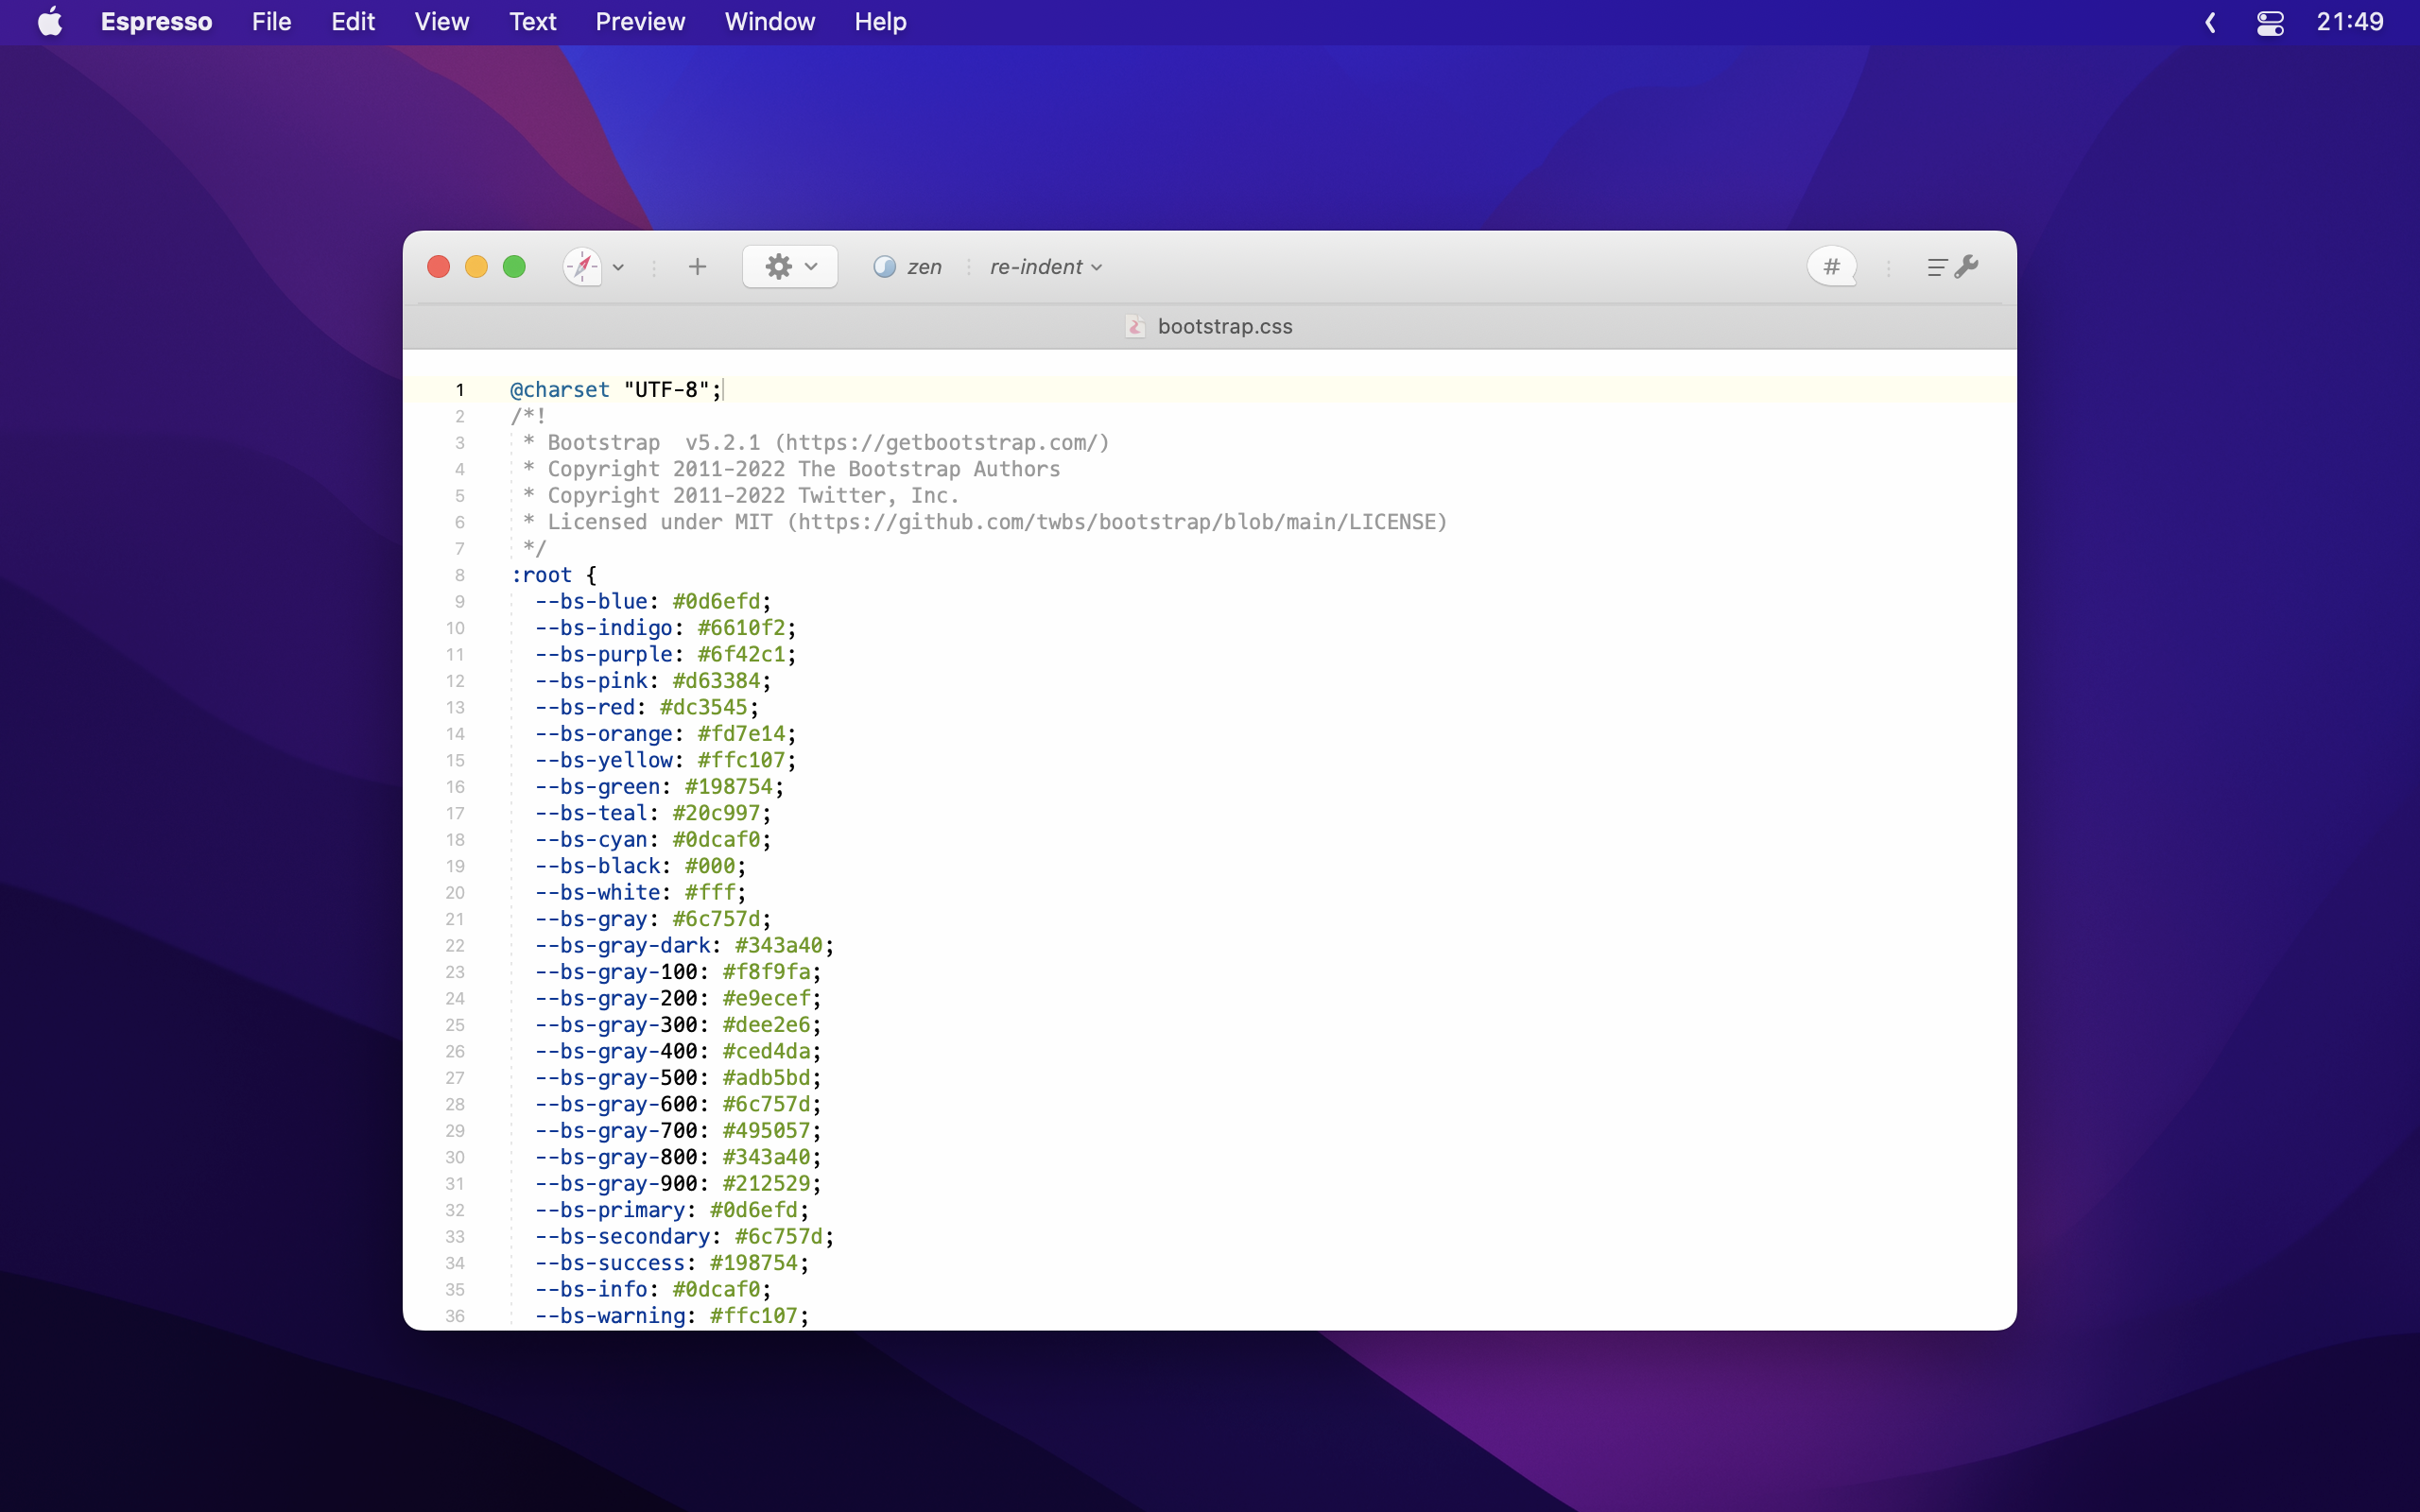 Espresso File Edit View Text Preview Window Help 21:49
zen re-indent #
bootstrap.css
1 @charset "UTF-8";
2 /*!
3 * Bootstrap  v5.2.1 (https://getbootstrap.com/)
4 * Copyright 2011-2022 The Bootstrap Authors
5 * Copyright 2011-2022 Twitter, Inc.
6 * Licensed under MIT (https://github.com/twbs/bootstrap/blob/main/LICENSE)
7 */
8 :root {
9 --bs-blue: #0d6efd;
10 --bs-indigo: #6610f2;
11 --bs-purple: #6f42c1;
12 --bs-pink: #d63384;
13 --bs-red: #dc3545;
14 --bs-orange: #fd7e14;
15 --bs-yellow: #ffc107;
16 --bs-green: #198754;
17 --bs-teal: #20c997;
18 --bs-cyan: #0dcaf0;
19 --bs-black: #000;
20 --bs-white: #fff;
21 --bs-gray: #6c757d;
22 --bs-gray-dark: #343a40;
23 --bs-gray-100: #f8f9fa;
24 --bs-gray-200: #e9ecef;
25 --bs-gray-300: #dee2e6;
26 --bs-gray-400: #ced4da;
27 --bs-gray-500: #adb5bd;
28 --bs-gray-600: #6c757d;
29 --bs-gray-700: #495057;
30 --bs-gray-800: #343a40;
31 --bs-gray-900: #212529;
32 --bs-primary: #0d6efd;
33 --bs-secondary: #6c757d;
34 --bs-success: #198754;
35 --bs-info: #0dcaf0;
36 --bs-warning: #ffc107;